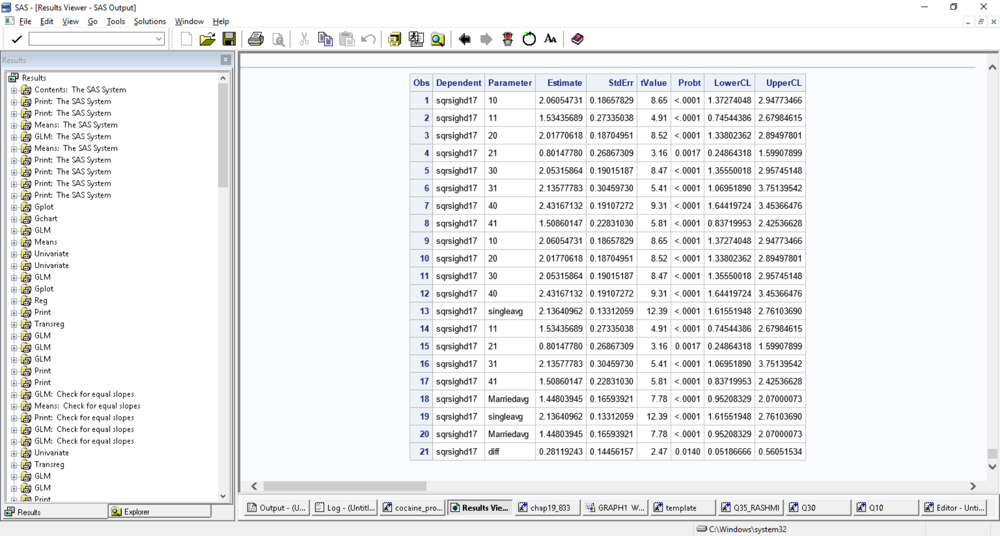 SAS - [Results Viewer - SAS Output]
File Edit View Go Tools Solutions Window Help
Results
Results
Contents: The SAS System
Print: The SAS System
Print: The SAS System
Means: The SAS System
GLM: The SAS System
Means: The SAS System
Print: The SAS System
Print: The SAS System
Print: The SAS System
Print: The SAS System
Gplot
Gchart
GLM
Means
Univariate
Univariate
GLM
Gplot
Reg
Print
Transreg
GLM
GLM
GLM
Print
Print
GLM: Check for equal slopes
Means: Check for equal slopes
Print: Check for equal slopes
GLM: Check for equal slopes
GLM: Check for equal slopes
Univariate
Transreg
GLM
GLM
Print
Results Explorer
Obs Dependent Parameter Estimate StdErr tValue Probt LowerCL UpperCL
1 sqrsighd17 10 2.06054731 0.18657829 8.65 <.0001 1.37274048 2.94773466
2 sqrsighd17 11 1.53435689 0.27335038 4.91 <.0001 0.74544386 2.67984615
3 sqrsighd17 20 2.01770618 0.18704951 8.52 <.0001 1.33802362 2.89497801
4 sqrsighd17 21 0.80147780 0.26867309 3.16 0.0017 0.24864318 1.59907899
5 sqrsighd17 30 2.05315864 0.19015187 8.47 <.0001 1.35550018 2.95745148
6 sqrsighd17 31 2.13577783 0.30459730 5.41 <.0001 1.06951890 3.75139542
7 sqrsighd17 40 2.43167132 0.19107272 9.31 <.0001 1.64419724 3.45366476
8 sqrsighd17 41 1.50860147 0.22831030 5.81 <.0001 0.83719953 2.42536628
9 sqrsighd17 10 2.06054731 0.18657829 8.65 <.0001 1.37274048 2.94773466
10 sqrsighd17 20 2.01770618 0.18704951 8.52 <.0001 1.33802362 2.89497801
11 sqrsighd17 30 2.05315864 0.19015187 8.47 <.0001 1.35550018 2.95745148
12 sqrsighd17 40 2.43167132 0.19107272 9.31 <.0001 1.64419724 3.45366476
13 sqrsighd17 singleavg 2.13640962 0.13312059 12.39 <.0001 1.61551948 2.76103690
14 sqrsighd17 11 1.53435689 0.27335038 4.91 <.0001 0.74544386 2.67984615
15 sqrsighd17 21 0.80147780 0.26867309 3.16 0.0017 0.24864318 1.59907899
16 sqrsighd17 31 2.13577783 0.30459730 5.41 <.0001 1.06951890 3.75139542
17 sqrsighd17 41 1.50860147 0.22831030 5.81 <.0001 0.83719953 2.42536628
18 sqrsighd17 Marriedavg 1.44803945 0.16593921 7.78 <.0001 0.95208329 2.07000073
19 sqrsighd17 singleavg 2.13640962 0.13312059 12.39 <.0001 1.61551948 2.76103690
20 sqrsighd17 Marriedavg 1.44803945 0.16593921 7.78 <.0001 0.95208329 2.07000073
21 sqrsighd17 diff 0.28119243 0.14456157 2.47 0.0140 0.05186666 0.56051534
Output - (U... Log - (Untitl... cocaine_pro... Results Vie... chap19_833 GRAPH1 W... template Q35_RASHMI Q30 Q10 Editor - Unti...
C:\Windows\system32